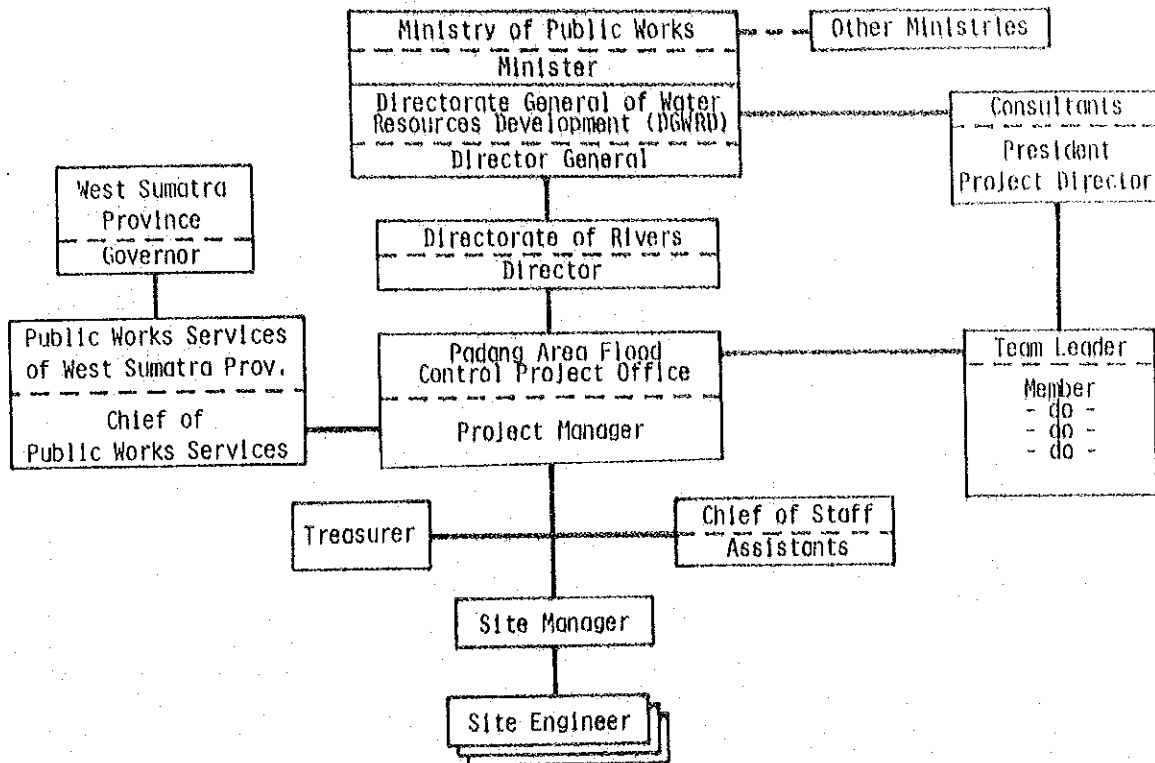 Ministry of Public Works
Minister
Directorate General of Water
Resources Development (DGWRD)
Director General
Other Ministries
Consultants
President
Project Director
West Sumatra
Province
Governor
Directorate of Rivers
Director
Public Works Services
of West Sumatra Prov.
Chief of
Public Works Services
Padang Area Flood
Control Project Office
Project Manager
Team Leader
Member
- do -
- do -
- do -
Treasurer
Chief of Staff
Assistants
Site Manager
Site Engineer